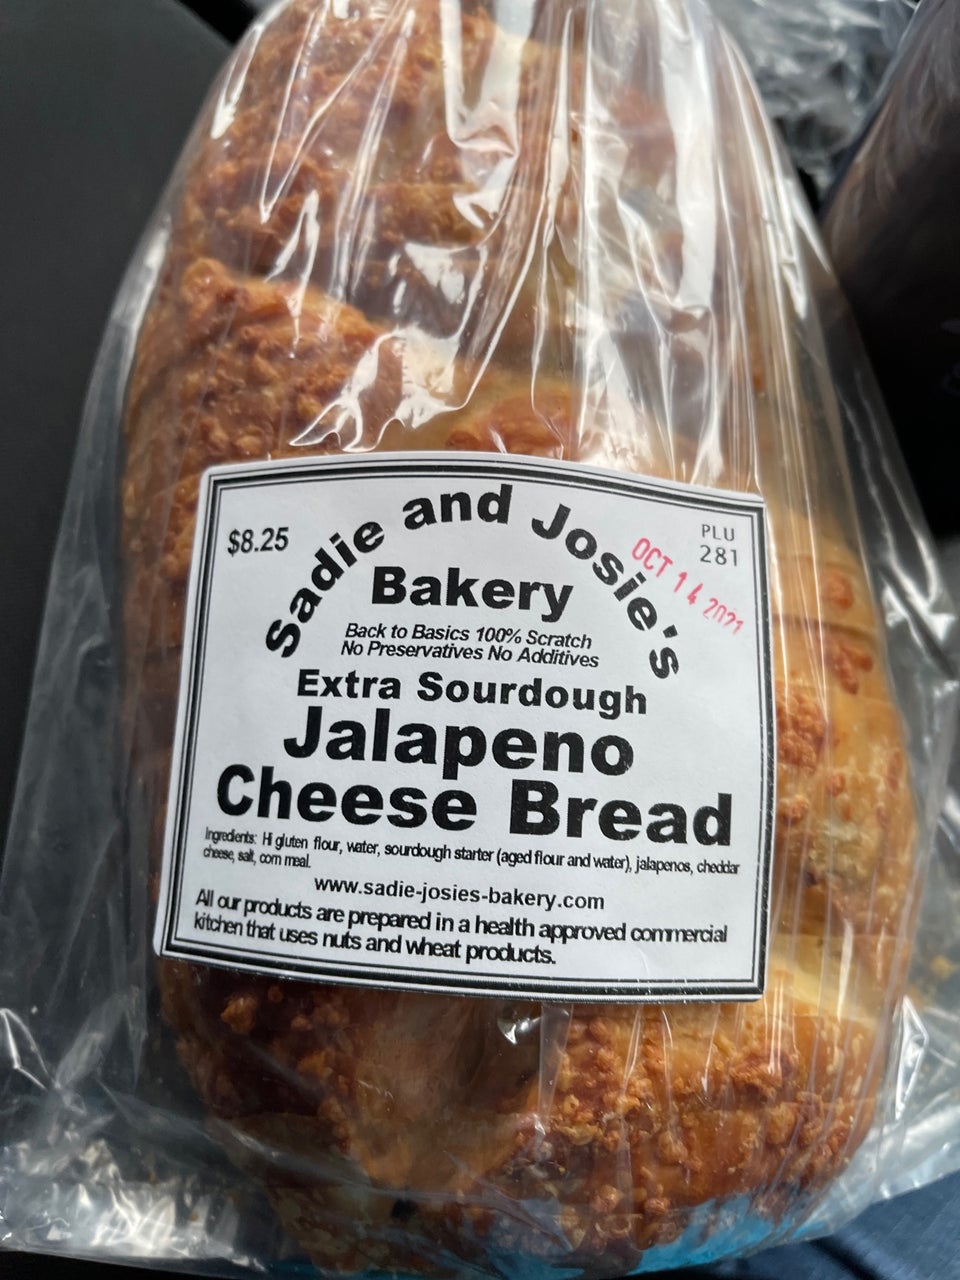 $8.25
PLU
281
Sadie and Josie's
OCT 14 2021
Bakery
Back to Basics 100% Scratch
No Preservatives No Additives
Extra Sourdough
Jalapeno
Cheese Bread
Ingredients: Hi gluten flour, water, sourdough starter (aged flour and water), jalapenos, cheddar
cheese, salt, corn meal.
www.sadie-josies-bakery.com
All our products are prepared in a health approved commercial
kitchen that uses nuts and wheat products.